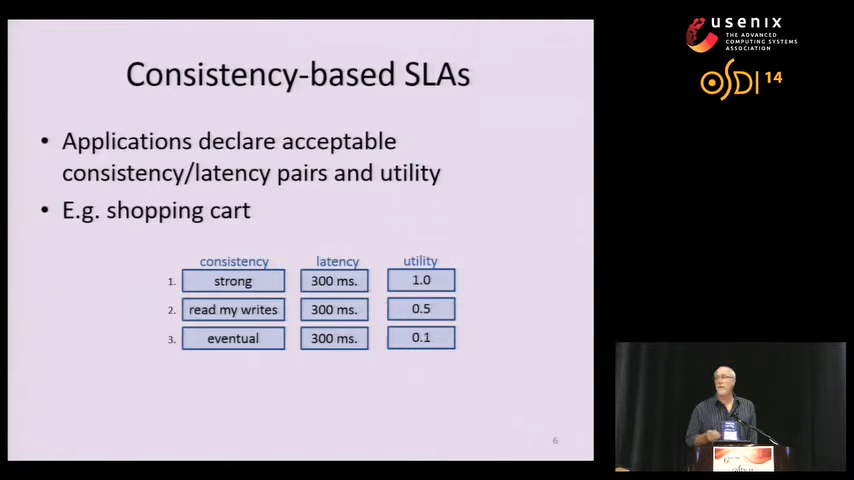 usenix
THE ADVANCED
COMPUTING SYSTEMS
ASSOCIATION
OSDI 14
Consistency-based SLAs
• Applications declare acceptable
consistency/latency pairs and utility
• E.g. shopping cart
consistency latency utility
1. strong 300 ms. 1.0
2. read my writes 300 ms. 0.5
3. eventual 300 ms. 0.1
6